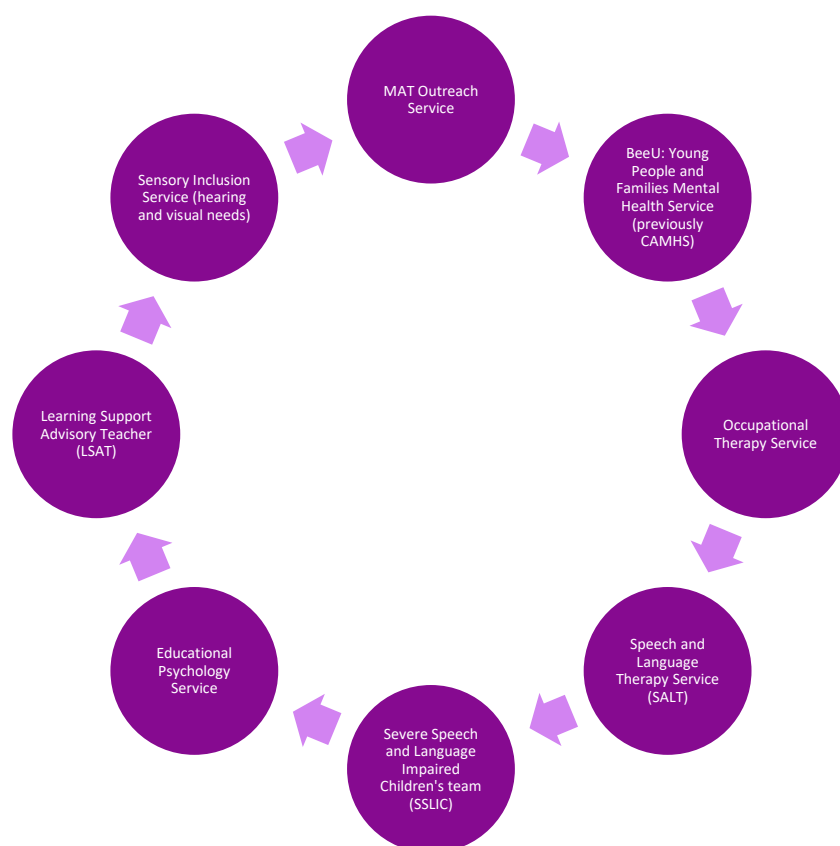 MAT Outreach
Service
BeeU: Young
People and
Families Mental
Health Service
(previously
CAMHS)
Occupational
Therapy Service
Speech and
Language
Therapy Service
(SALT)
Severe Speech
and Language
Impaired
Children's team
(SSLIC)
Educational
Psychology
Service
Learning Support
Advisory Teacher
(LSAT)
Sensory Inclusion
Service (hearing
and visual needs)